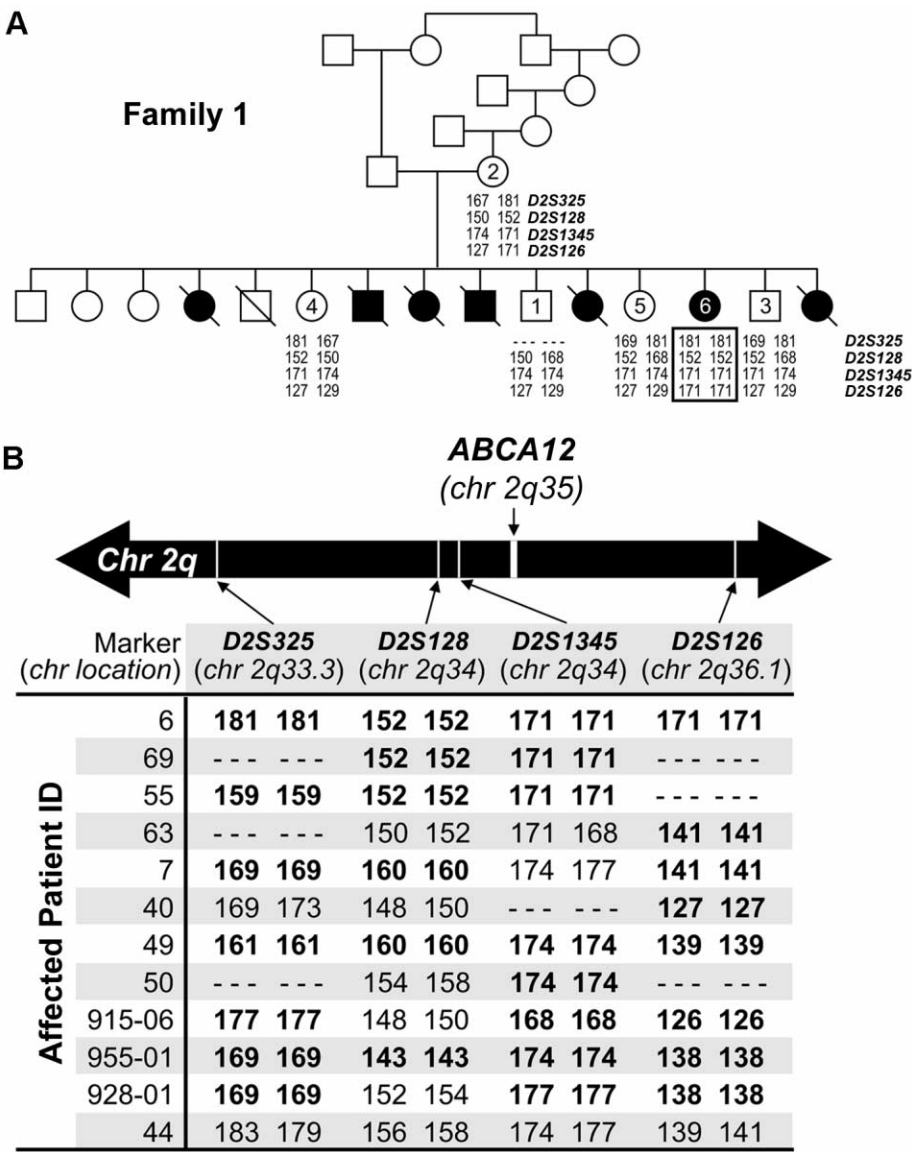 A
Family 1
2
167 181 D2S325
150 152 D2S128
174 171 D2S1345
127 171 D2S126
4 1 5 6 3
181 167 --- --- 169 181 181 181 169 181 D2S325
152 150 150 168 152 168 152 152 152 168 D2S128
171 174 174 174 171 174 171 171 171 174 D2S1345
127 129 127 129 127 129 171 171 127 129 D2S126
B
ABCA12
(chr 2q35)
Chr 2q
Marker D2S325 D2S128 D2S1345 D2S126
(chr location) (chr 2q33.3) (chr 2q34) (chr 2q34) (chr 2q36.1)
Affected Patient ID
6 181 181 152 152 171 171 171 171
69 --- --- 152 152 171 171 --- ---
55 159 159 152 152 171 171 --- ---
63 --- --- 150 152 171 168 141 141
7 169 169 160 160 174 177 141 141
40 169 173 148 150 --- --- 127 127
49 161 161 160 160 174 174 139 139
50 --- --- 154 158 174 174 --- ---
915-06 177 177 148 150 168 168 126 126
955-01 169 169 143 143 174 174 138 138
928-01 169 169 152 154 177 177 138 138
44 183 179 156 158 174 177 139 141